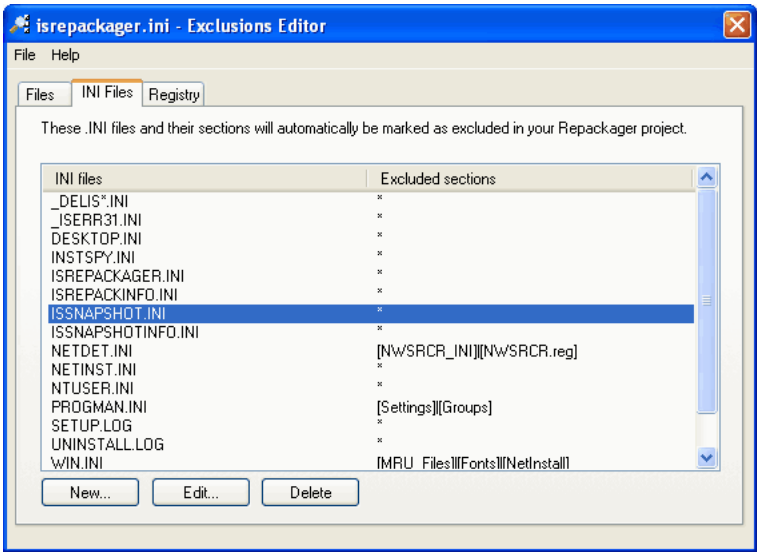 isrepackager.ini - Exclusions Editor
File Help
Files INI Files Registry
These .INI files and their sections will automatically be marked as excluded in your Repackager project.
INI files Excluded sections
_DELIS*.INI *
_ISERR31.INI *
DESKTOP.INI *
INSTSPY.INI *
ISREPACKAGER.INI *
ISREPACKINFO.INI *
ISSNAPSHOT.INI *
ISSNAPSHOTINFO.INI *
NETDET.INI [NWSRCR_INI]|[NWSRCR.reg]
NETINST.INI *
NTUSER.INI *
PROGMAN.INI [Settings]|[Groups]
SETUP.LOG *
UNINSTALL.LOG *
WIN.INI [MRU_Files]|[Fonts]|[NetInstall]
New... Edit... Delete